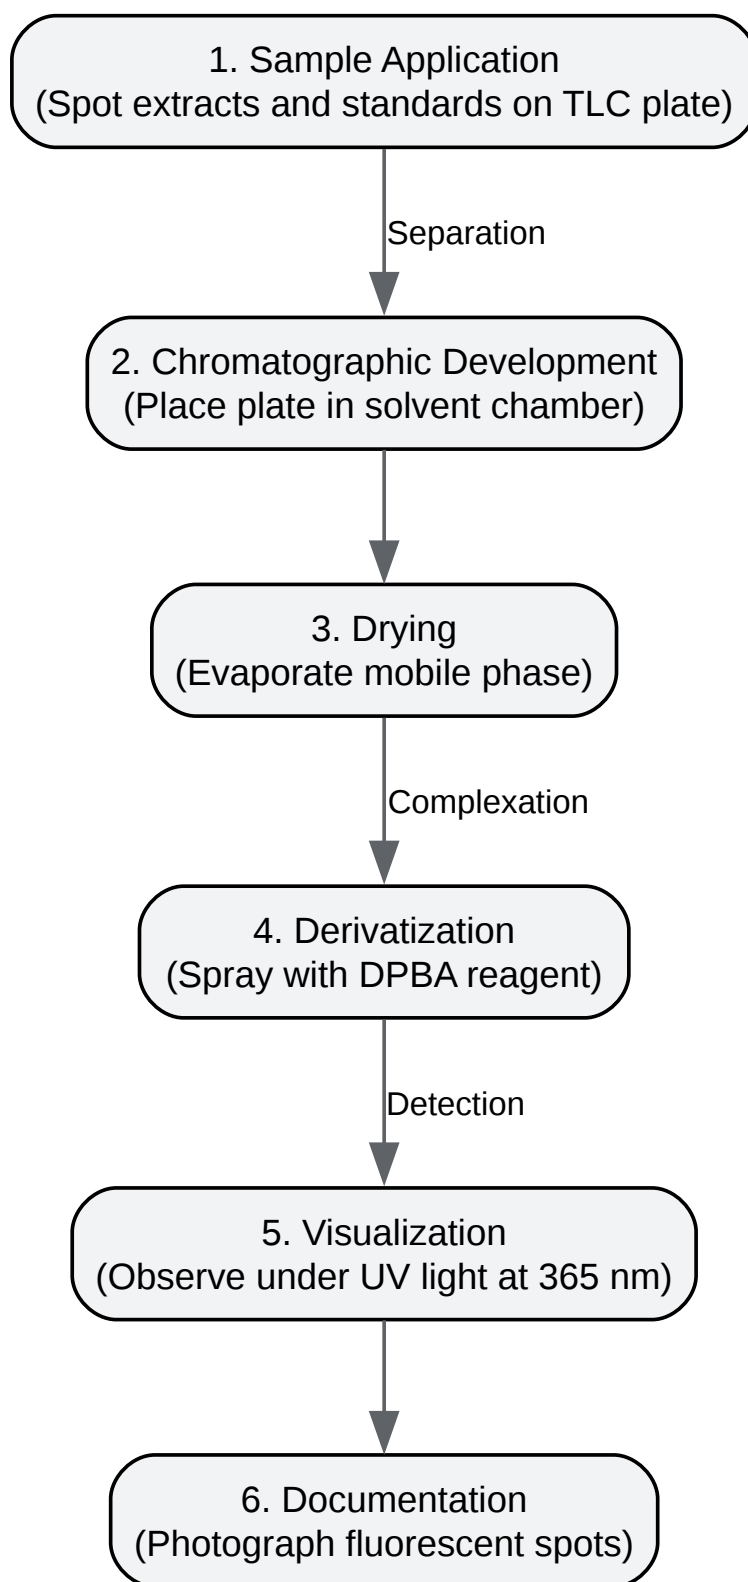 1. Sample Application
(Spot extracts and standards on TLC plate)
Separation
2. Chromatographic Development
(Place plate in solvent chamber)
3. Drying
(Evaporate mobile phase)
Complexation
4. Derivatization
(Spray with DPBA reagent)
Detection
5. Visualization
(Observe under UV light at 365 nm)
6. Documentation
(Photograph fluorescent spots)